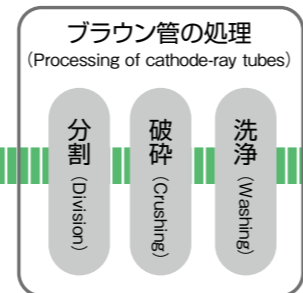 ブラウン管の処理
(Processing of cathode-ray tubes)
分割 (Division)
破砕 (Crushing)
洗浄 (Washing)